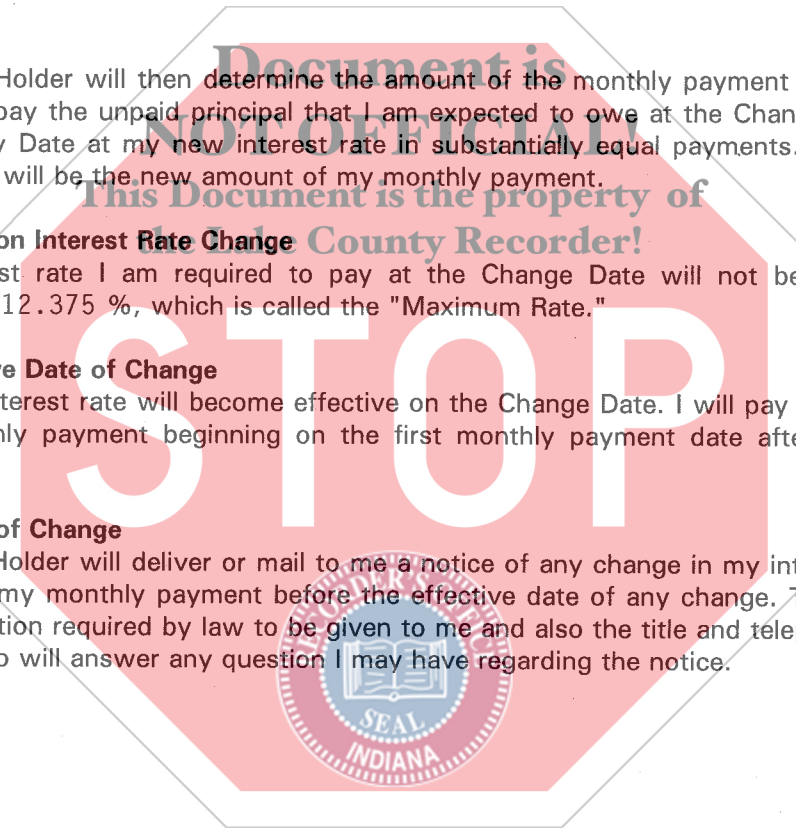 Document is
Holder will then determine the amount of the monthly payment
pay the unpaid principal that I am expected to owe at the Chan
NOT OFFICIAL!
y Date at my new interest rate in substantially equal payments.
will be the new amount of my monthly payment.
This Document is the property of
on Interest Rate Change
the Lake County Recorder!
st rate I am required to pay at the Change Date will not be
12.375 %, which is called the "Maximum Rate."
STOP
e Date of Change
terest rate will become effective on the Change Date. I will pay
hly payment beginning on the first monthly payment date afte
of Change
Holder will deliver or mail to me a notice of any change in my int
my monthly payment before the effective date of any change. T
tion required by law to be given to me and also the title and tele
o will answer any question I may have regarding the notice.
RECORDER'S OFFICE
SEAL
INDIANA